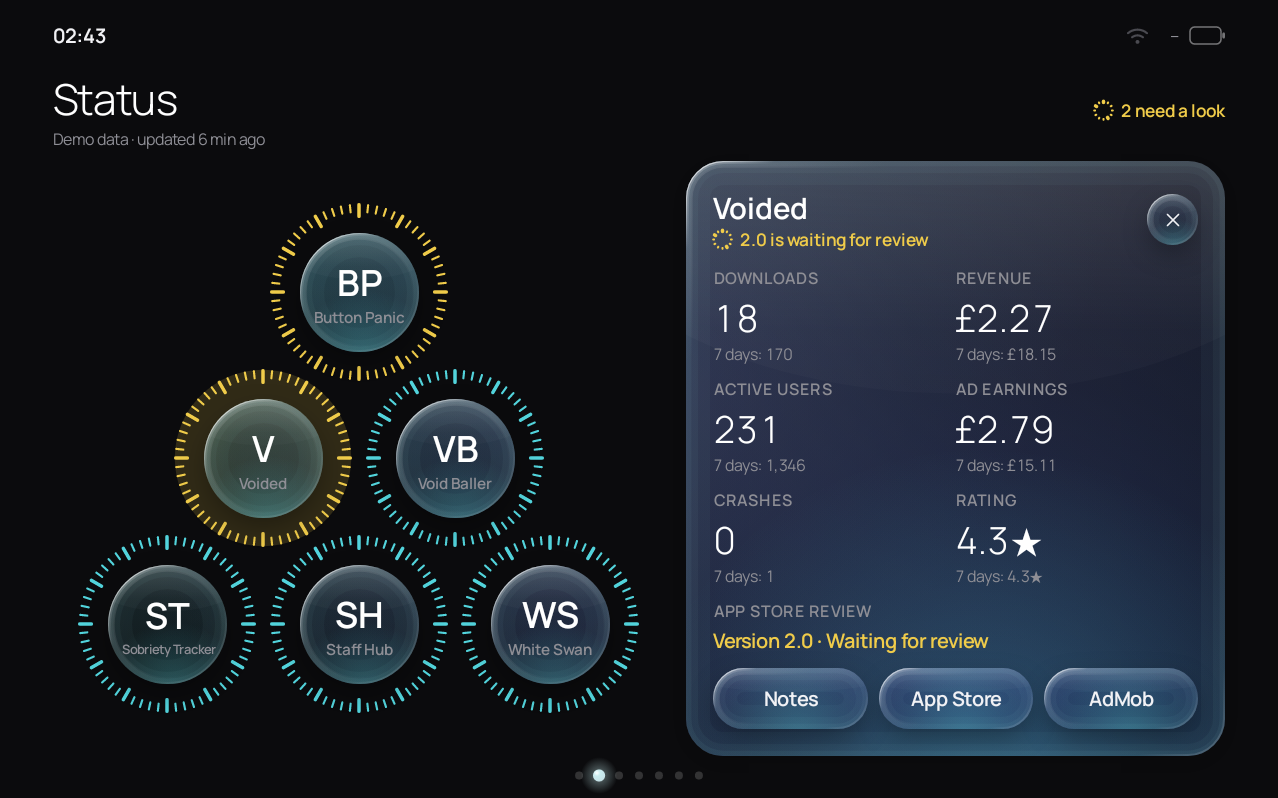 02:43
–
Status
2 need a look
Demo data · updated 6 min ago
BP
Button Panic
V
Voided
VB
Void Baller
ST
Sobriety Tracker
SH
Staff Hub
WS
White Swan
Voided
2.0 is waiting for review
DOWNLOADS
18
7 days: 170
REVENUE
£2.27
7 days: £18.15
ACTIVE USERS
231
7 days: 1,346
AD EARNINGS
£2.79
7 days: £15.11
CRASHES
0
7 days: 1
RATING
4.3★
7 days: 4.3★
APP STORE REVIEW
Version 2.0 · Waiting for review
Notes
App Store
AdMob